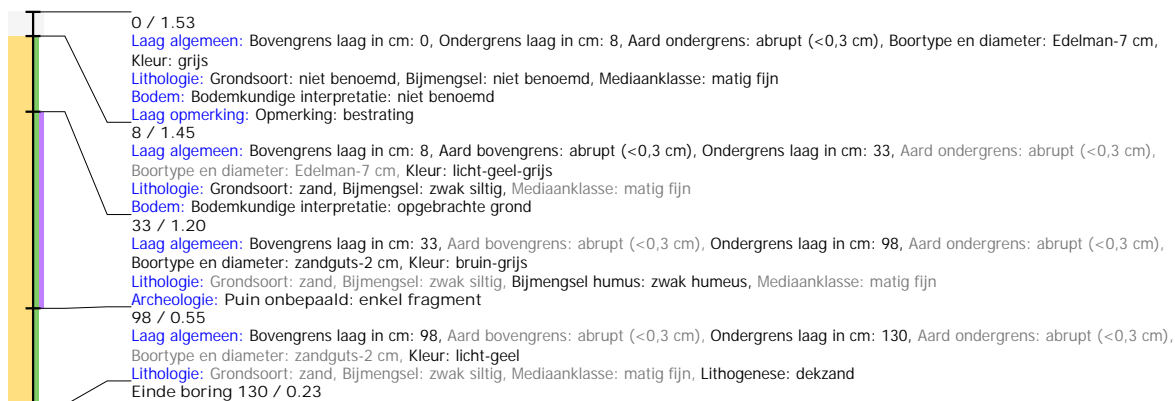 0 / 1.53
Laag algemeen: Bovengrens laag in cm: 0, Ondergrens laag in cm: 8, Aard ondergrens: abrupt (<0,3 cm), Boortype en diameter: Edelman-7 cm,
Kleur: grijs
Lithologie: Grondsoort: niet benoemd, Bijmengsel: niet benoemd, Mediaanklasse: matig fijn
Bodem: Bodemkundige interpretatie: niet benoemd
Laag opmerking: Opmerking: bestrating
8 / 1.45
Laag algemeen: Bovengrens laag in cm: 8, Aard bovengrens: abrupt (<0,3 cm), Ondergrens laag in cm: 33, Aard ondergrens: abrupt (<0,3 cm),
Boortype en diameter: Edelman-7 cm, Kleur: licht-geel-grijs
Lithologie: Grondsoort: zand, Bijmengsel: zwak siltig, Mediaanklasse: matig fijn
Bodem: Bodemkundige interpretatie: opgebrachte grond
33 / 1.20
Laag algemeen: Bovengrens laag in cm: 33, Aard bovengrens: abrupt (<0,3 cm), Ondergrens laag in cm: 98, Aard ondergrens: abrupt (<0,3 cm),
Boortype en diameter: zandguts-2 cm, Kleur: bruin-grijs
Lithologie: Grondsoort: zand, Bijmengsel: zwak siltig, Bijmengsel humus: zwak humeus, Mediaanklasse: matig fijn
Archeologie: Puin onbepaald: enkel fragment
98 / 0.55
Laag algemeen: Bovengrens laag in cm: 98, Aard bovengrens: abrupt (<0,3 cm), Ondergrens laag in cm: 130, Aard ondergrens: abrupt (<0,3 cm),
Boortype en diameter: zandguts-2 cm, Kleur: licht-geel
Lithologie: Grondsoort: zand, Bijmengsel: zwak siltig, Mediaanklasse: matig fijn, Lithogenese: dekzand
Einde boring 130 / 0.23